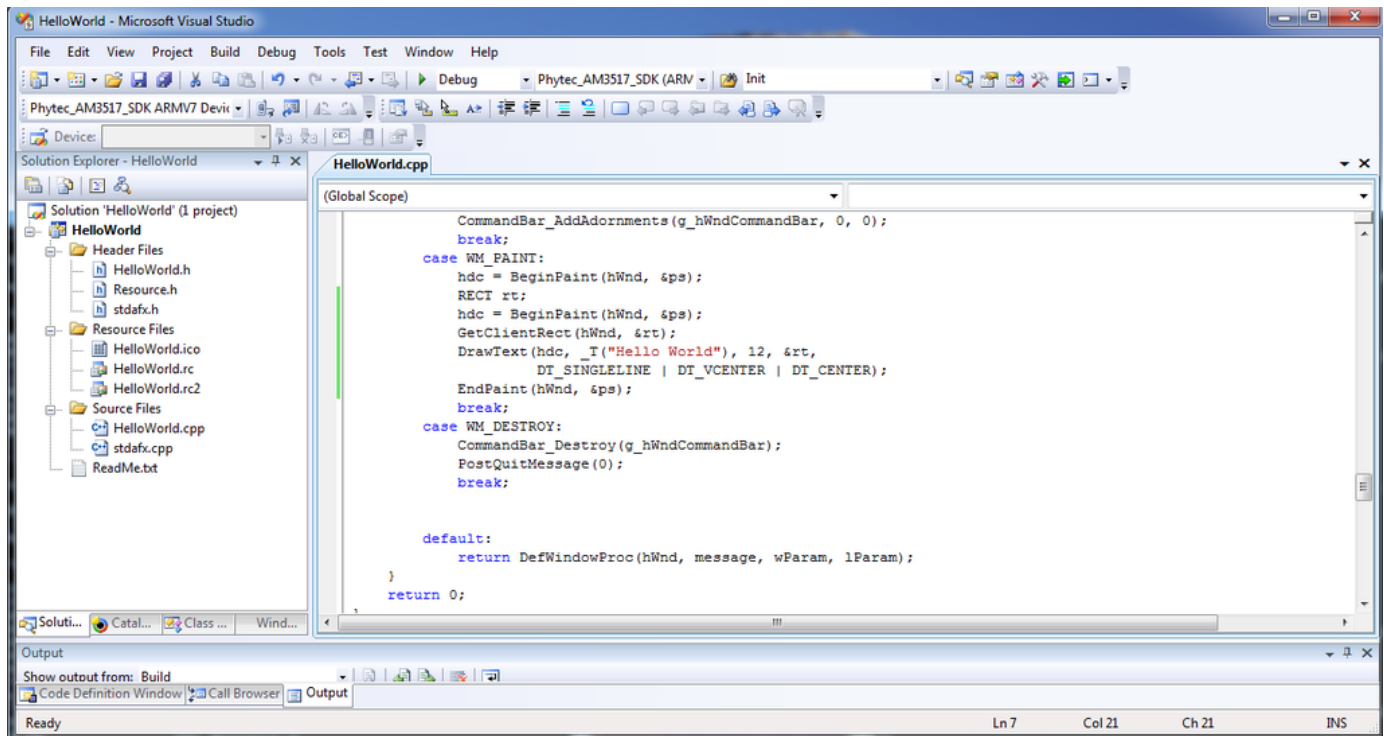 HelloWorld - Microsoft Visual Studio
File Edit View Project Build Debug Tools Test Window Help
Debug Phytec_AM3517_SDK (ARM Init
Phytec_AM3517_SDK ARMV7 Devic
Device:
Solution Explorer - HelloWorld
Solution 'HelloWorld' (1 project)
HelloWorld
Header Files
HelloWorld.h
Resource.h
stdafx.h
Resource Files
HelloWorld.ico
HelloWorld.rc
HelloWorld.rc2
Source Files
HelloWorld.cpp
stdafx.cpp
ReadMe.txt
Soluti... Catal... Class ... Wind...
HelloWorld.cpp
(Global Scope)
CommandBar_AddAdornments(g_hWndCommandBar, 0, 0);
break;
case WM_PAINT:
hdc = BeginPaint(hWnd, &ps);
RECT rt;
hdc = BeginPaint(hWnd, &ps);
GetClientRect(hWnd, &rt);
DrawText(hdc, _T("Hello World"), 12, &rt,
DT_SINGLELINE | DT_VCENTER | DT_CENTER);
EndPaint(hWnd, &ps);
break;
case WM_DESTROY:
CommandBar_Destroy(g_hWndCommandBar);
PostQuitMessage(0);
break;
default:
return DefWindowProc(hWnd, message, wParam, lParam);
}
return 0;
Output
Show output from: Build
Code Definition Window Call Browser Output
Ready Ln 7 Col 21 Ch 21 INS